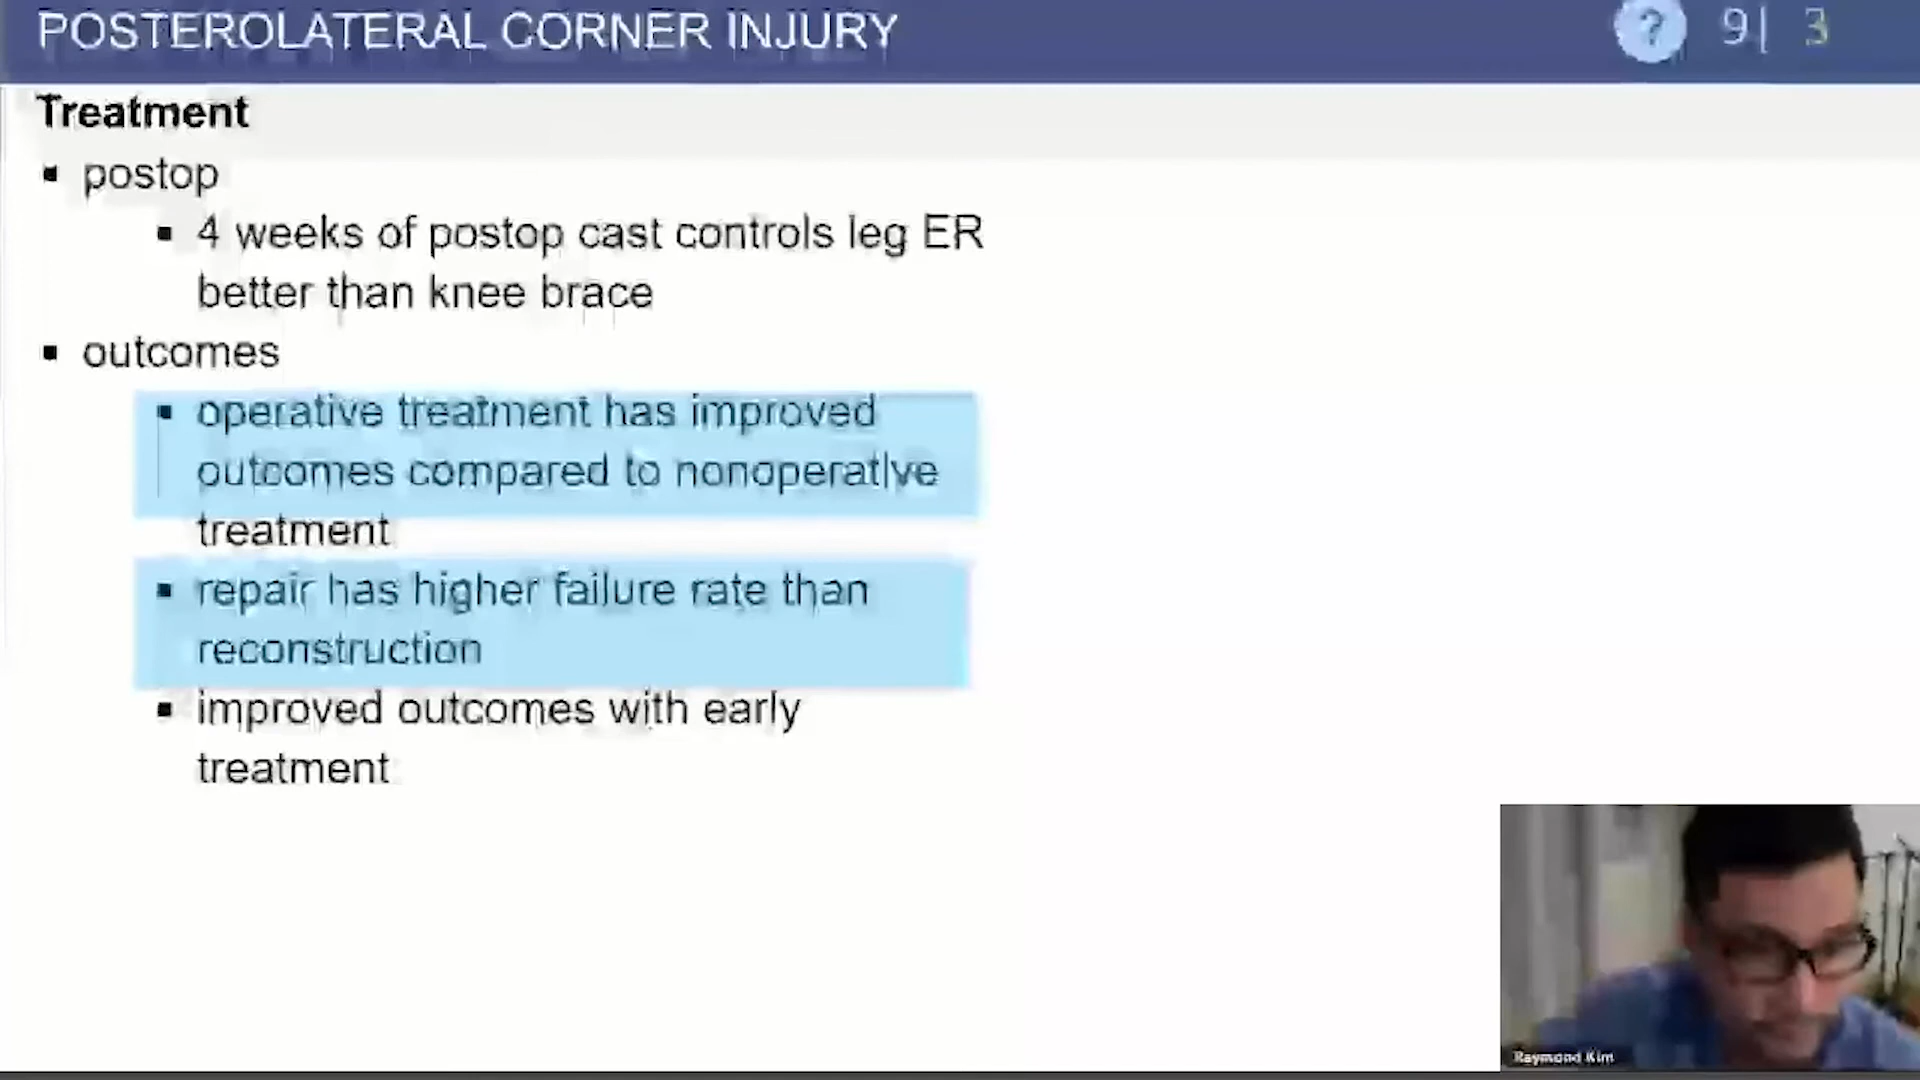 POSTEROLATERAL CORNER INJURY
? 9| 3
Treatment
▪ postop
▪ 4 weeks of postop cast controls leg ER
better than knee brace
▪ outcomes
▪ operative treatment has improved
outcomes compared to nonoperative
treatment
▪ repair has higher failure rate than
reconstruction
▪ improved outcomes with early
treatment
Raymond Kim